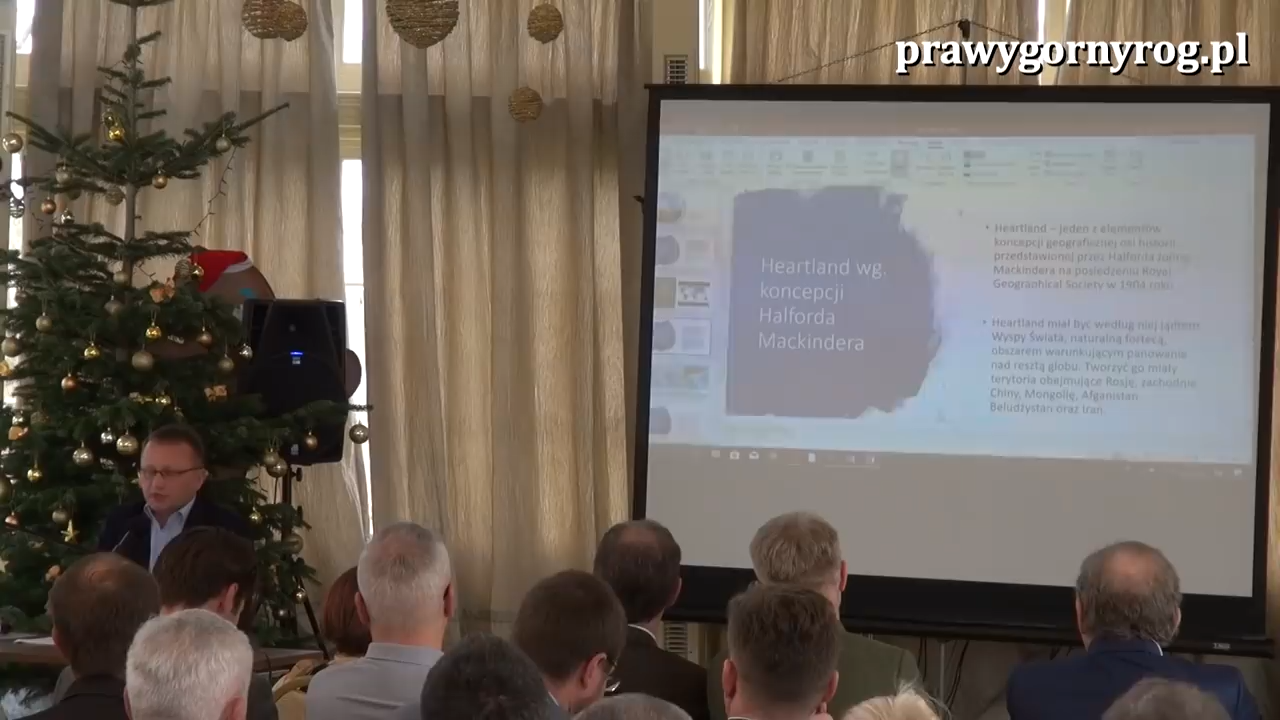 prawygornyrog.pl
Heartland wg.
koncepcji
Halforda
Mackindera
• Heartland – jeden z elementów
koncepcji geograficznej osi historii
przedstawionej przez Halforda
Mackindera na posiedzeniu Royal
Geographical Society w 1904 roku.
• Heartland miał być według niej jądrem
Wyspy Świata, naturalną fortecą,
obszarem warunkującym panowanie
nad resztą globu. Tworzyć go miały
terytoria obejmujące Rosję, zachodnie
Chiny, Mongolię, Afganistan
Beludżystan oraz Iran.